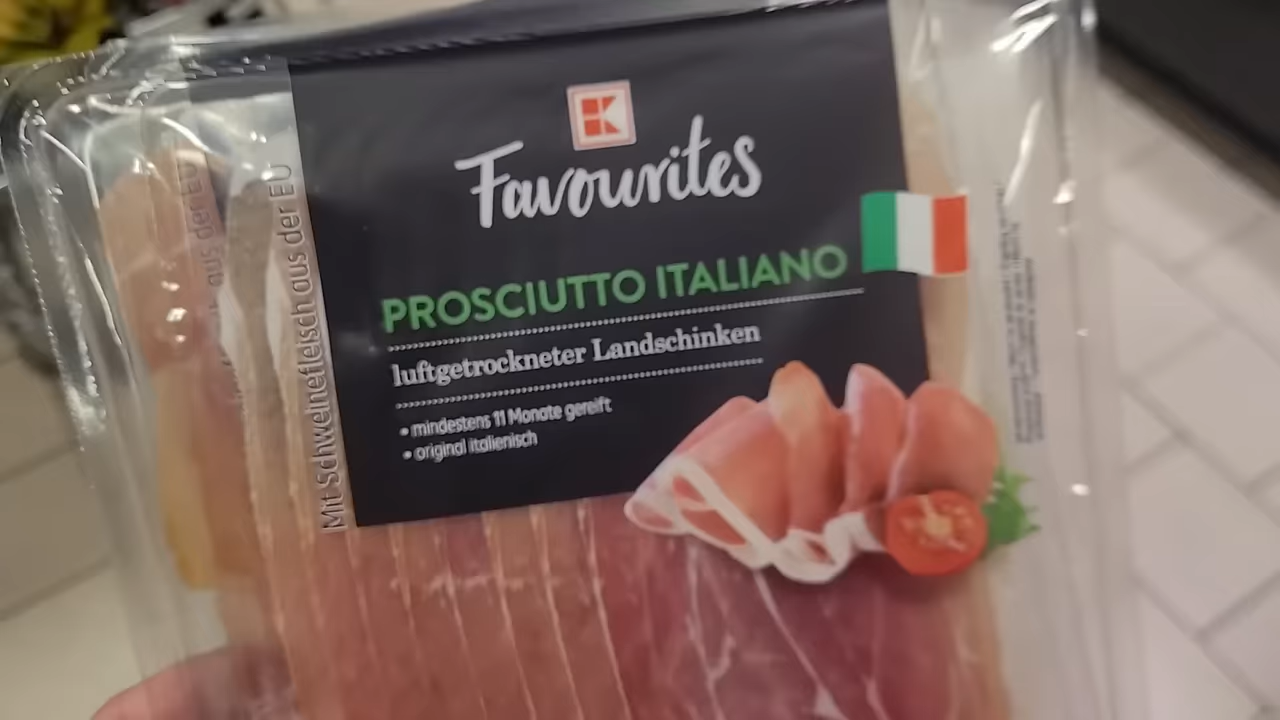 K
Favourites
PROSCIUTTO ITALIANO
luftgetrockneter Landschinken
• mindestens 11 Monate gereift
• original italienisch
Mit Schweinefleisch aus der EU
aus der EU